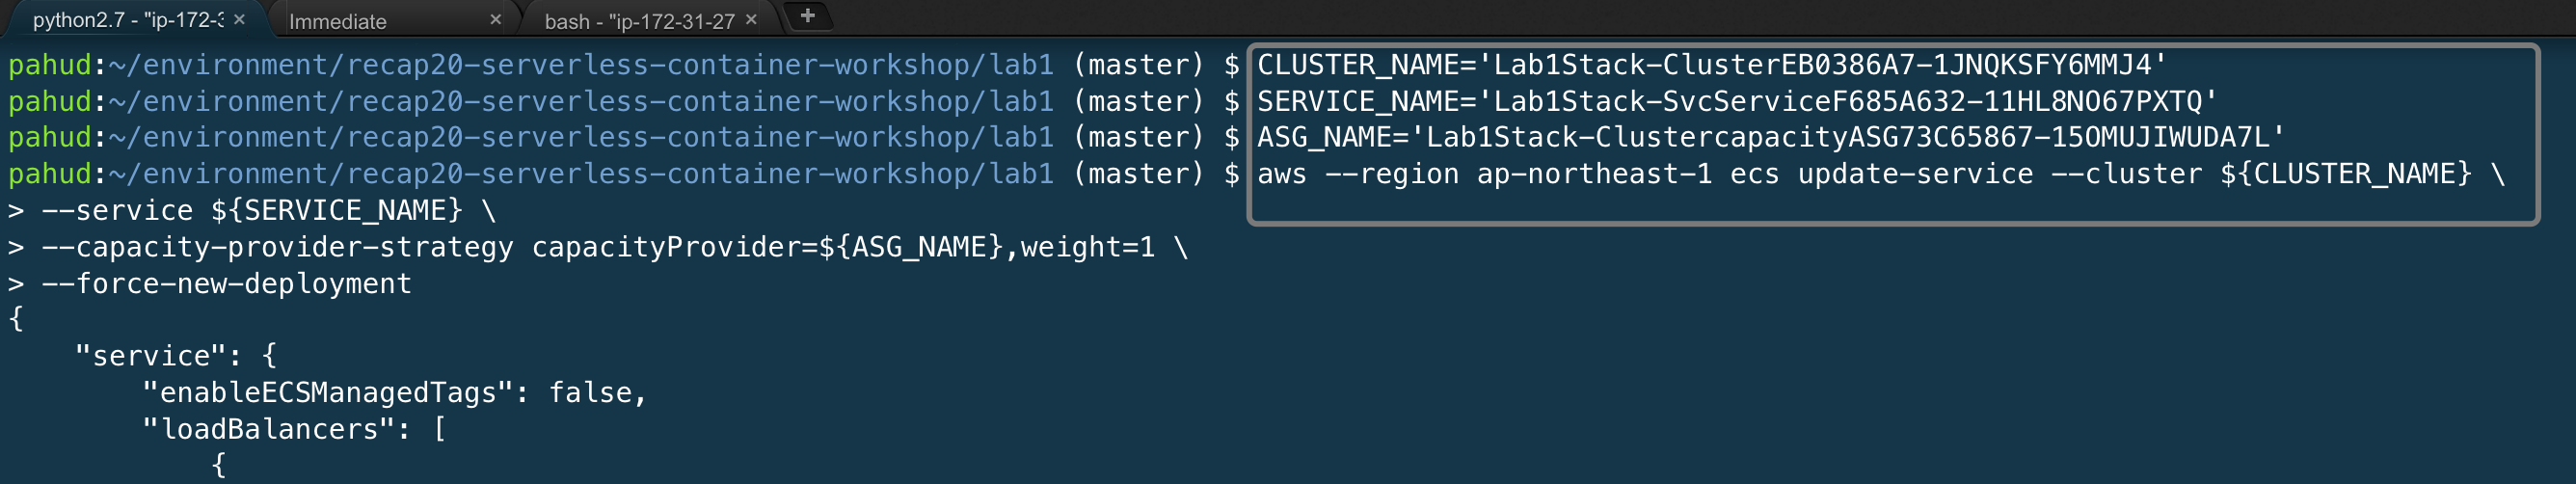 python2.7 - "ip-172-3 × Immediate × bash - "ip-172-31-27 × +
pahud:~/environment/recap20-serverless-container-workshop/lab1 (master) $ CLUSTER_NAME='Lab1Stack-ClusterEB0386A7-1JNQKSFY6MMJ4'
pahud:~/environment/recap20-serverless-container-workshop/lab1 (master) $ SERVICE_NAME='Lab1Stack-SvcServiceF685A632-11HL8NO67PXTQ'
pahud:~/environment/recap20-serverless-container-workshop/lab1 (master) $ ASG_NAME='Lab1Stack-ClustercapacityASG73C65867-15OMUJIWUDA7L'
pahud:~/environment/recap20-serverless-container-workshop/lab1 (master) $ aws --region ap-northeast-1 ecs update-service --cluster ${CLUSTER_NAME} \
> --service ${SERVICE_NAME} \
> --capacity-provider-strategy capacityProvider=${ASG_NAME},weight=1 \
> --force-new-deployment
{
    "service": {
        "enableECSManagedTags": false,
        "loadBalancers": [
            {